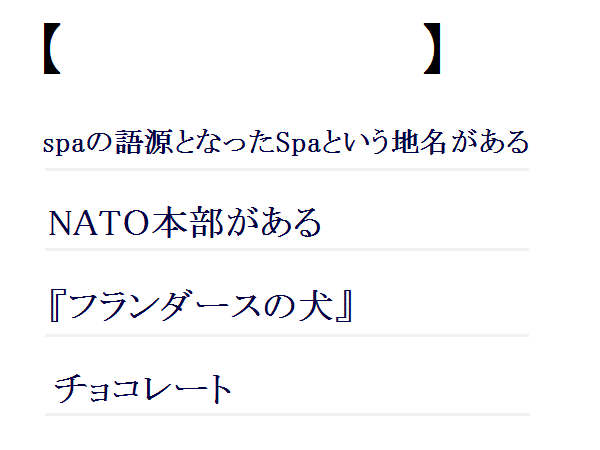 【 】
spaの語源となったSpaという地名がある
NATO本部がある
『フランダースの犬』
チョコレート